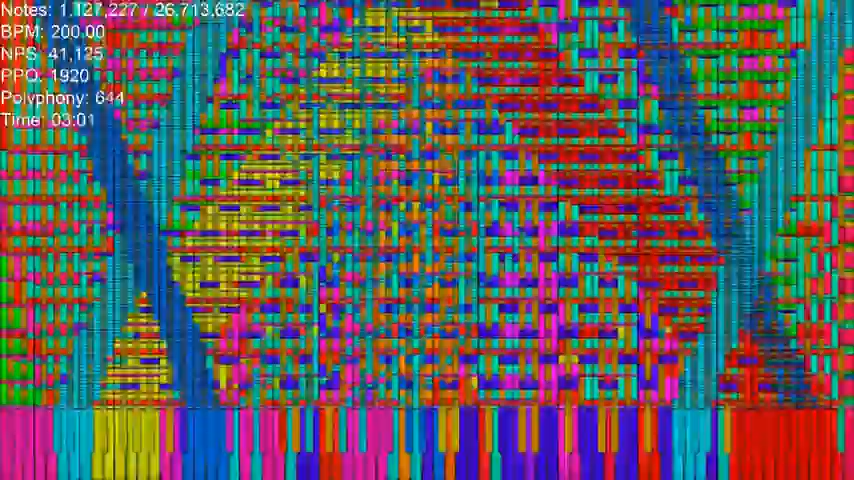 Notes: 1,127,227 / 26,713,682
BPM: 200.00
NPS: 41,125
PPQ: 1920
Polyphony: 644
Time: 03:01